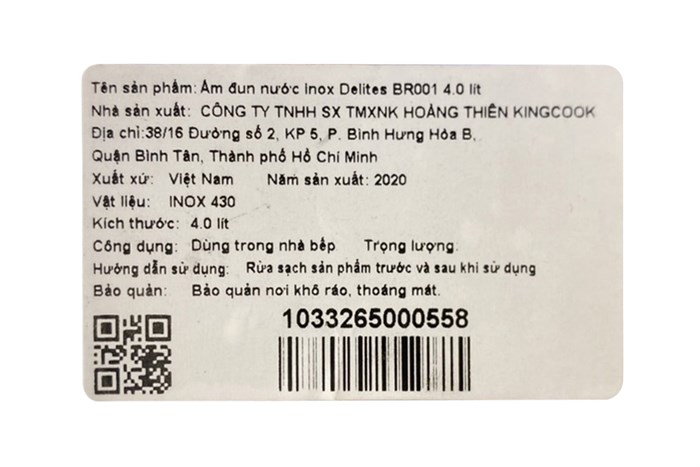 Tên sản phẩm: Ấm đun nước Inox Delites BR001 4.0 lít
Nhà sản xuất: CÔNG TY TNHH SX TMXNK HOÀNG THIÊN KINGCOOK
Địa chỉ:38/16 Đường số 2, KP 5, P. Bình Hưng Hòa B,
Quận Bình Tân, Thành phố Hồ Chí Minh
Xuất xứ: Việt Nam Năm sản xuất: 2020
Vật liệu: INOX 430
Kích thước: 4.0 lít
Công dụng: Dùng trong nhà bếp Trọng lượng:
Hướng dẫn sử dụng: Rửa sạch sản phẩm trước và sau khi sử dụng
Bảo quản: Bảo quản nơi khô ráo, thoáng mát.
1033265000558